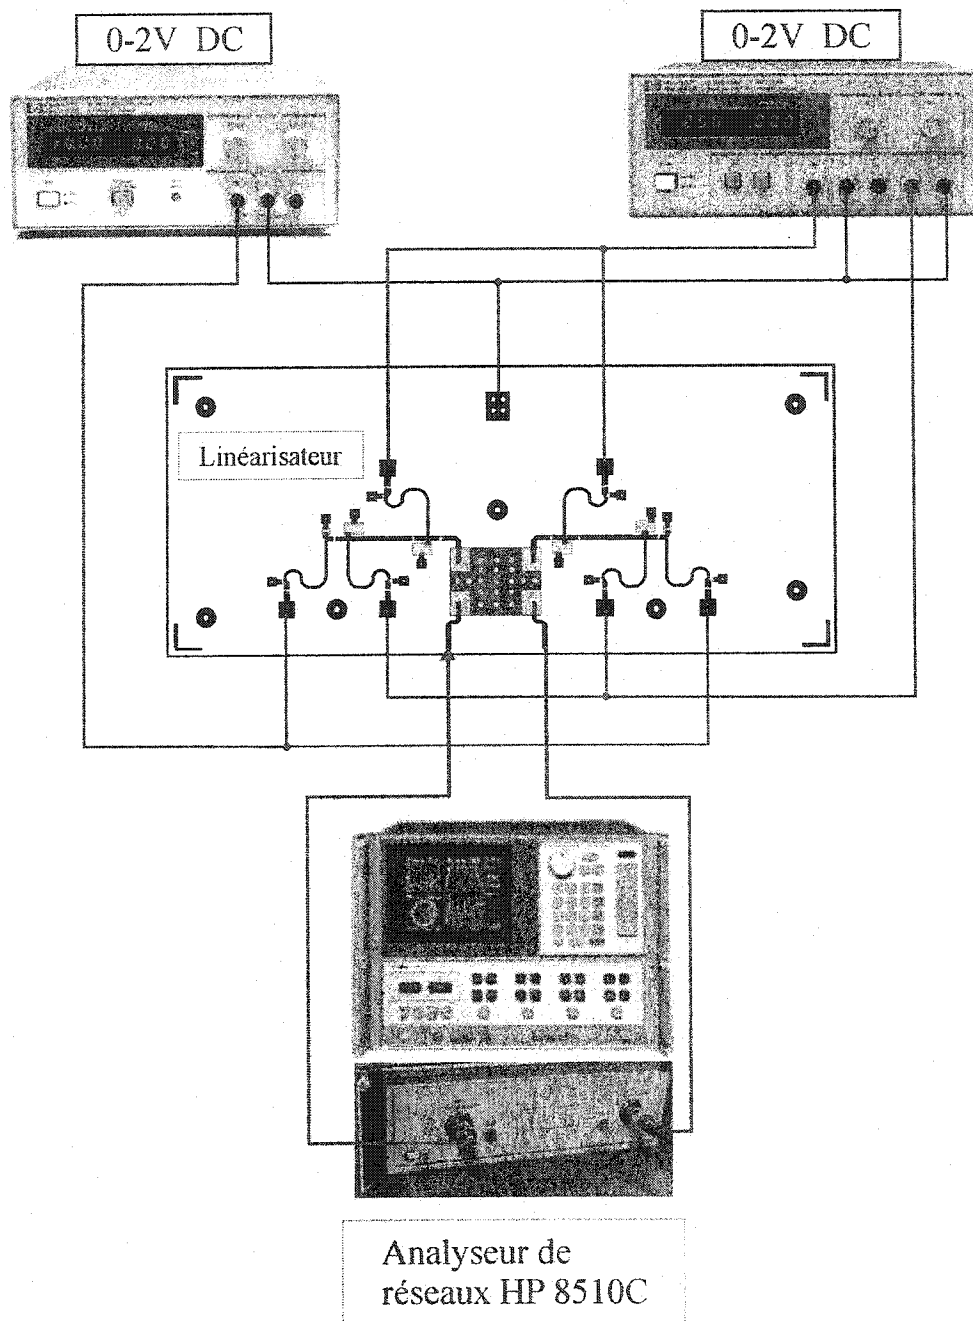 0-2V DC
0-2V DC
Linéarisateur
Analyseur de
réseaux HP 8510C